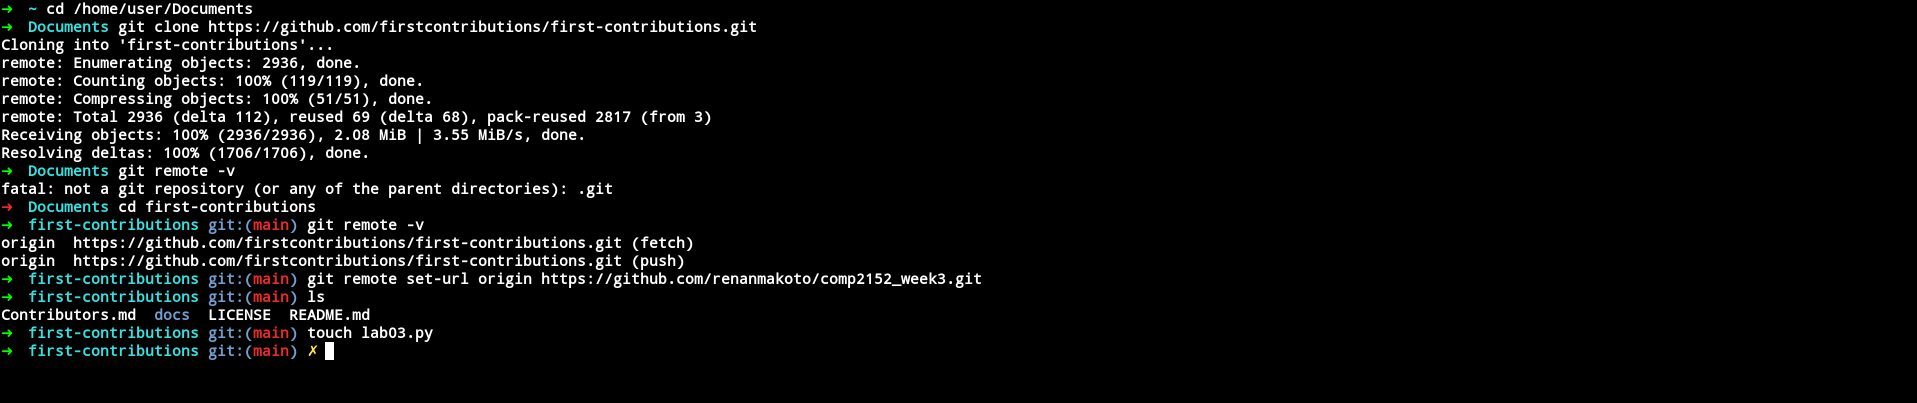 ➜  ~ cd /home/user/Documents
➜  Documents git clone https://github.com/firstcontributions/first-contributions.git
Cloning into 'first-contributions'...
remote: Enumerating objects: 2936, done.
remote: Counting objects: 100% (119/119), done.
remote: Compressing objects: 100% (51/51), done.
remote: Total 2936 (delta 112), reused 69 (delta 68), pack-reused 2817 (from 3)
Receiving objects: 100% (2936/2936), 2.08 MiB | 3.55 MiB/s, done.
Resolving deltas: 100% (1706/1706), done.
➜  Documents git remote -v
fatal: not a git repository (or any of the parent directories): .git
➜  Documents cd first-contributions
➜  first-contributions git:(main) git remote -v
origin  https://github.com/firstcontributions/first-contributions.git (fetch)
origin  https://github.com/firstcontributions/first-contributions.git (push)
➜  first-contributions git:(main) git remote set-url origin https://github.com/renanmakoto/comp2152_week3.git
➜  first-contributions git:(main) ls
Contributors.md  docs  LICENSE  README.md
➜  first-contributions git:(main) touch lab03.py
➜  first-contributions git:(main) ✗